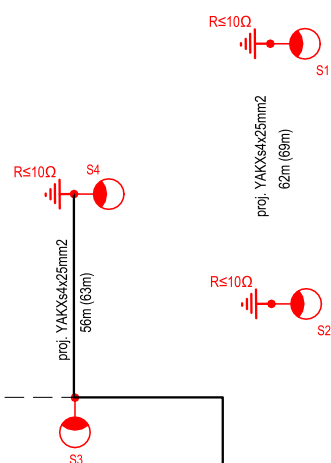 R≤10Ω
S1
proj. YAKXs4x25mm2
62m (69m)
R≤10Ω
S4
proj. YAKXs4x25mm2
56m (63m)
R≤10Ω
S2
S3